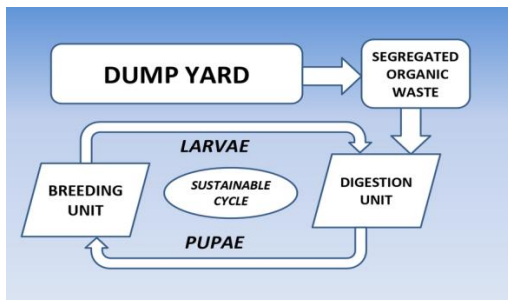 DUMP YARD
SEGREGATED
ORGANIC
WASTE
LARVAE
BREEDING
UNIT
SUSTAINABLE
CYCLE
DIGESTION
UNIT
PUPAE